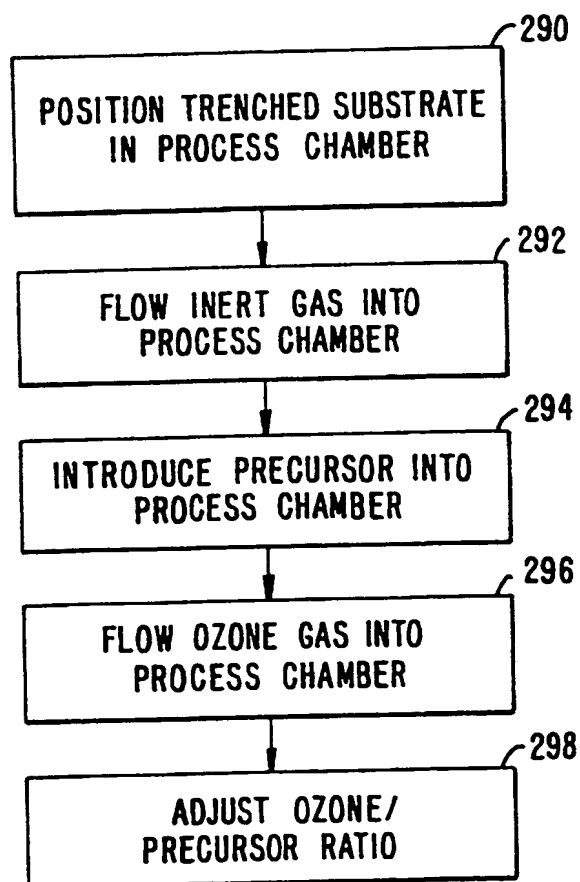 290
POSITION TRENCHED SUBSTRATE
IN PROCESS CHAMBER
292
FLOW INERT GAS INTO
PROCESS CHAMBER
294
INTRODUCE PRECURSOR INTO
PROCESS CHAMBER
296
FLOW OZONE GAS INTO
PROCESS CHAMBER
298
ADJUST OZONE/
PRECURSOR RATIO